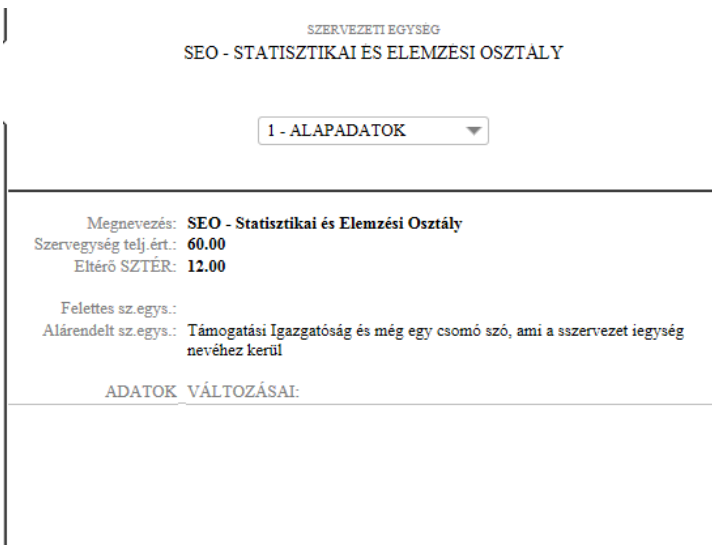 SZERVEZETI EGYSÉG
SEO - STATISZTIKAI ÉS ELEMZÉSI OSZTÁLY
1 - ALAPADATOK
Megnevezés: SEO - Statisztikai és Elemzési Osztály
Szervegység telj.ért.: 60.00
Eltérő SZTÉR: 12.00
Felettes sz.egys.:
Alárendelt sz.egys.: Támogatási Igazgatóság és még egy csomó szó, ami a sszervezet iegység
nevéhez kerül
ADATOK VÁLTOZÁSAI: